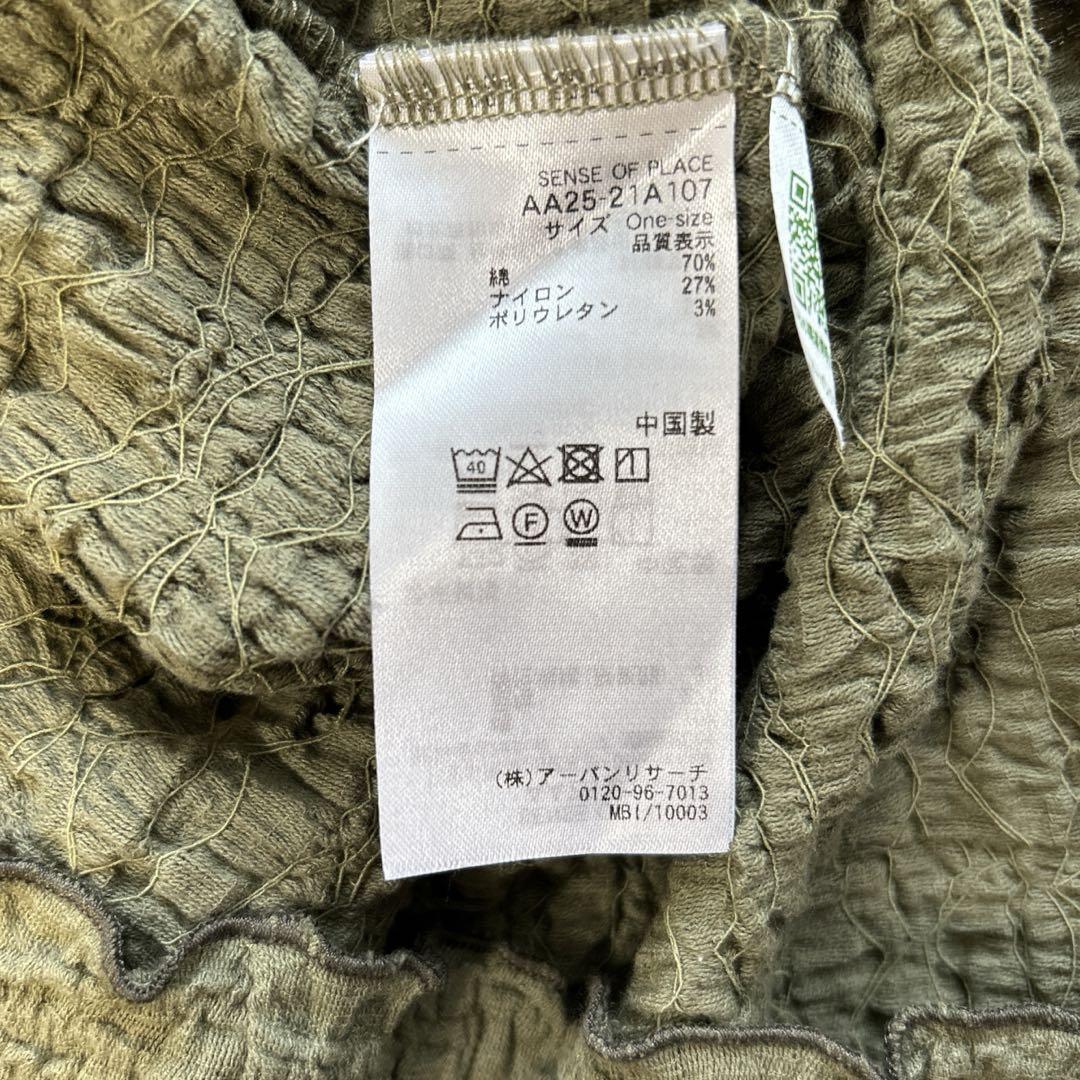 SENSE OF PLACE
AA25-21A107
サイズ One-size
品質表示
綿 70%
ナイロン 27%
ポリウレタン 3%
中国製
40
F W
(株)アーバンリサーチ
0120-96-7013
MBI/10003